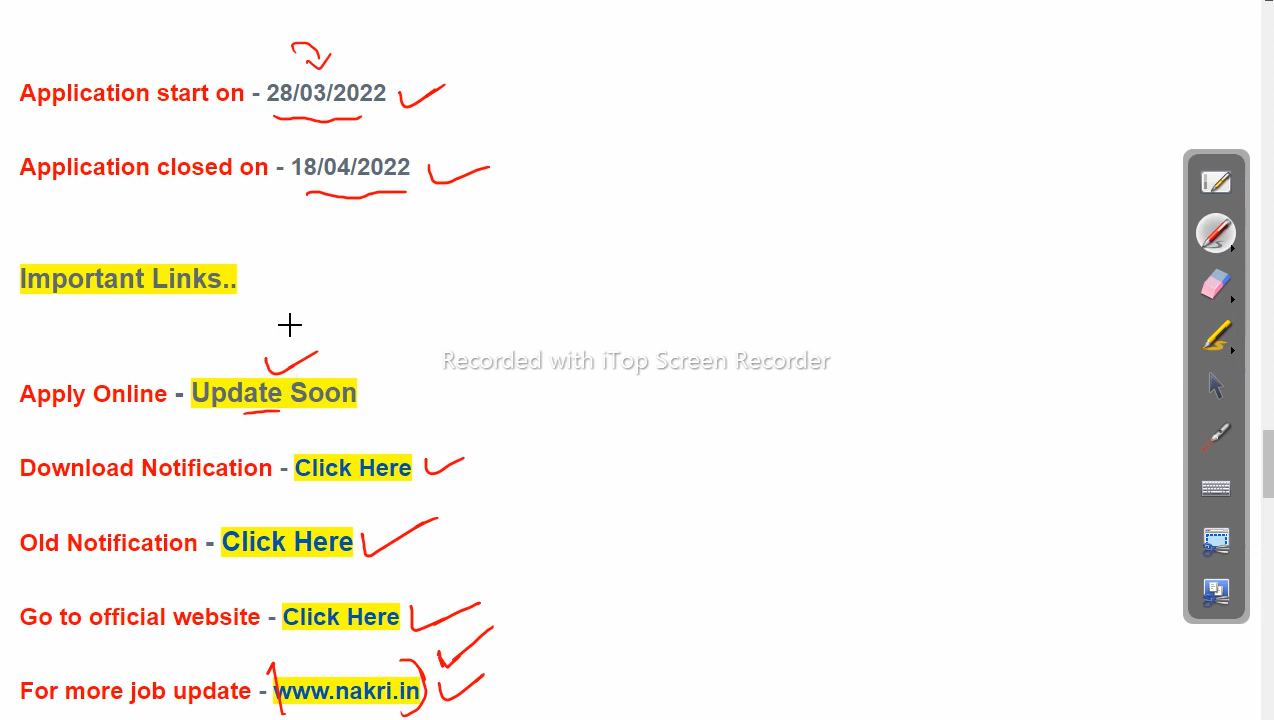 Application start on - 28/03/2022
Application closed on - 18/04/2022
Important Links..
Recorded with iTop Screen Recorder
Apply Online - Update Soon
Download Notification - Click Here
Old Notification - Click Here
Go to official website - Click Here
For more job update - www.nakri.in